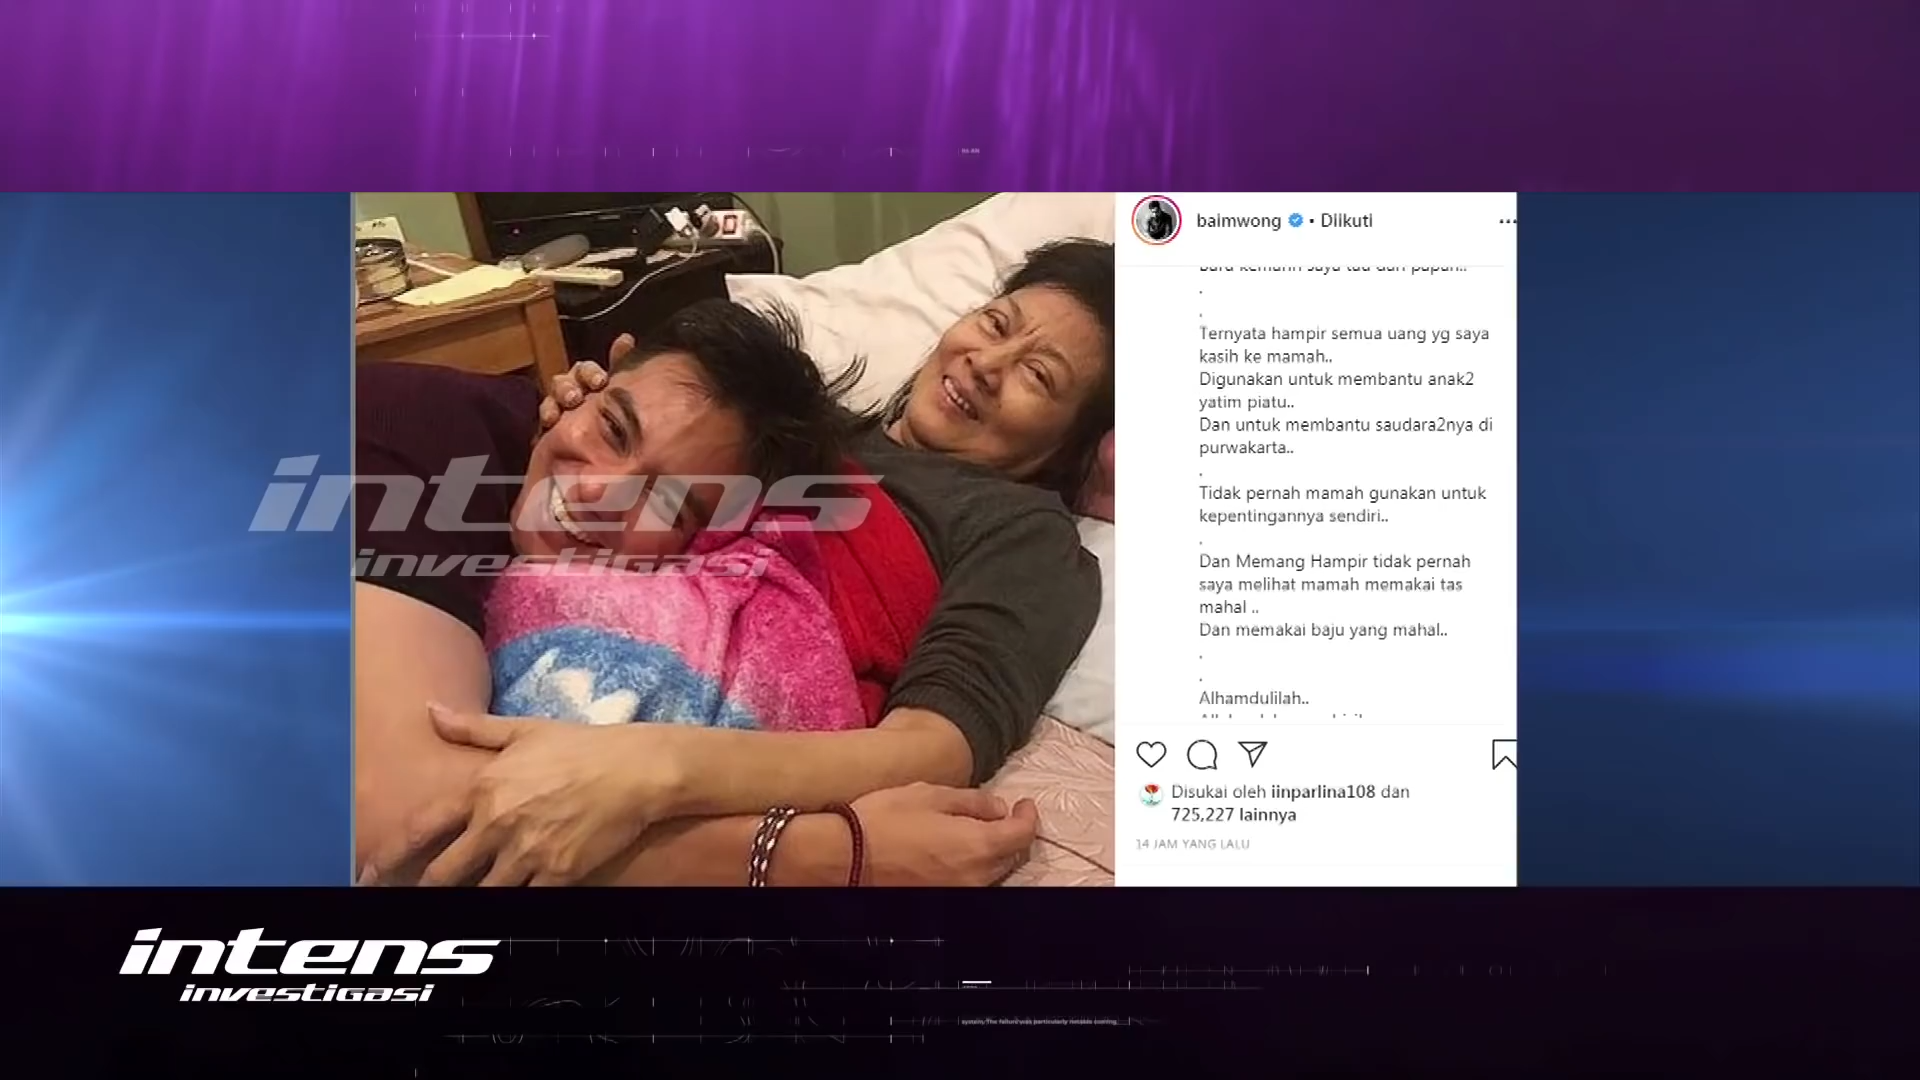 baimwong • Diikuti
.
.
Ternyata hampir semua uang yg saya
kasih ke mamah..
Digunakan untuk membantu anak2
yatim piatu..
Dan untuk membantu saudara2nya di
purwakarta..
.
Tidak pernah mamah gunakan untuk
kepentingannya sendiri..
.
Dan Memang Hampir tidak pernah
saya melihat mamah memakai tas
mahal ..
Dan memakai baju yang mahal..
.
.
Alhamdulilah..
Disukai oleh iinparlina108 dan
725,227 lainnya
14 JAM YANG LALU
intens
investigasi
intens
investigasi